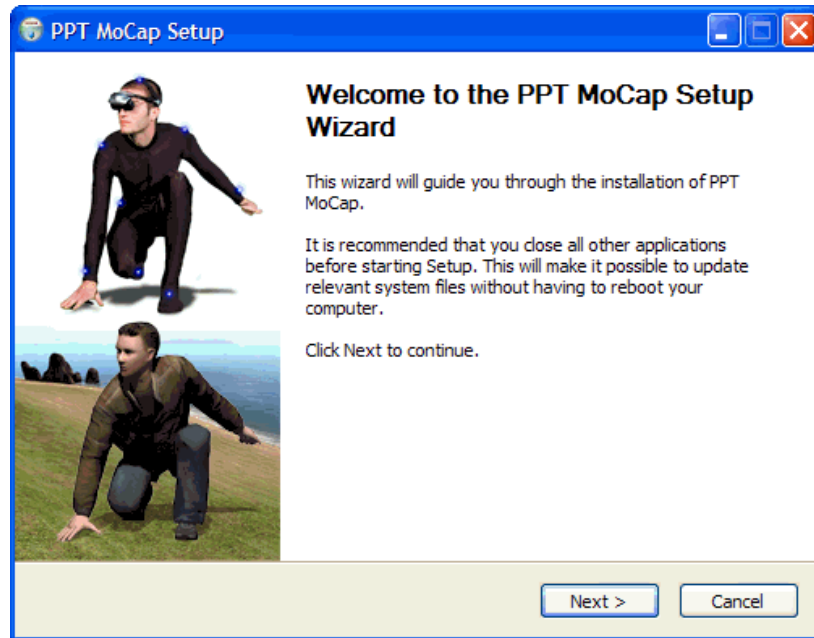 PPT MoCap Setup
Welcome to the PPT MoCap Setup
Wizard
This wizard will guide you through the installation of PPT
MoCap.
It is recommended that you close all other applications
before starting Setup. This will make it possible to update
relevant system files without having to reboot your
computer.
Click Next to continue.
Next >
Cancel